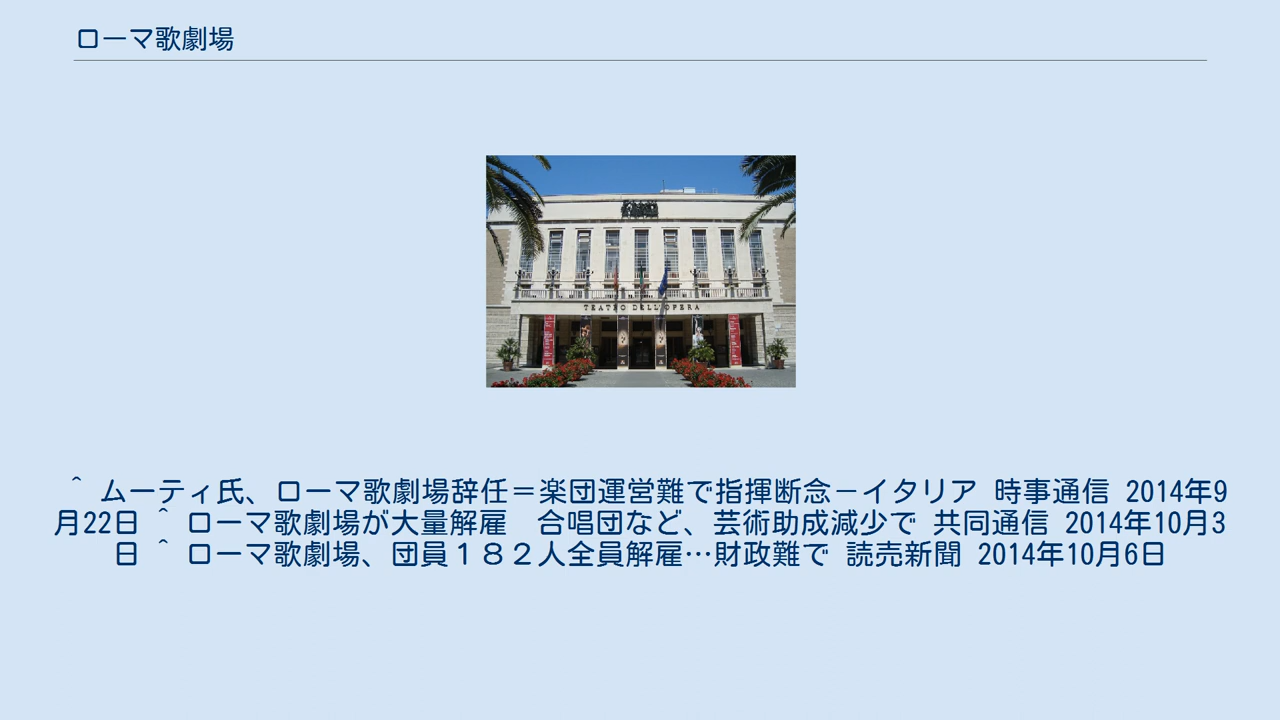 ローマ歌劇場
TEATRO DELL'OPERA
^ ムーティ氏、ローマ歌劇場辞任＝楽団運営難で指揮断念－イタリア 時事通信 2014年9
月22日 ^ ローマ歌劇場が大量解雇　合唱団など、芸術助成減少で 共同通信 2014年10月3
日 ^ ローマ歌劇場、団員１８２人全員解雇…財政難で 読売新聞 2014年10月6日